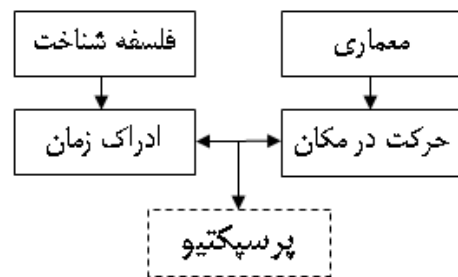 معماری
فلسفه شناخت
حرکت در مکان
ادراک زمان
پرسپکتیو